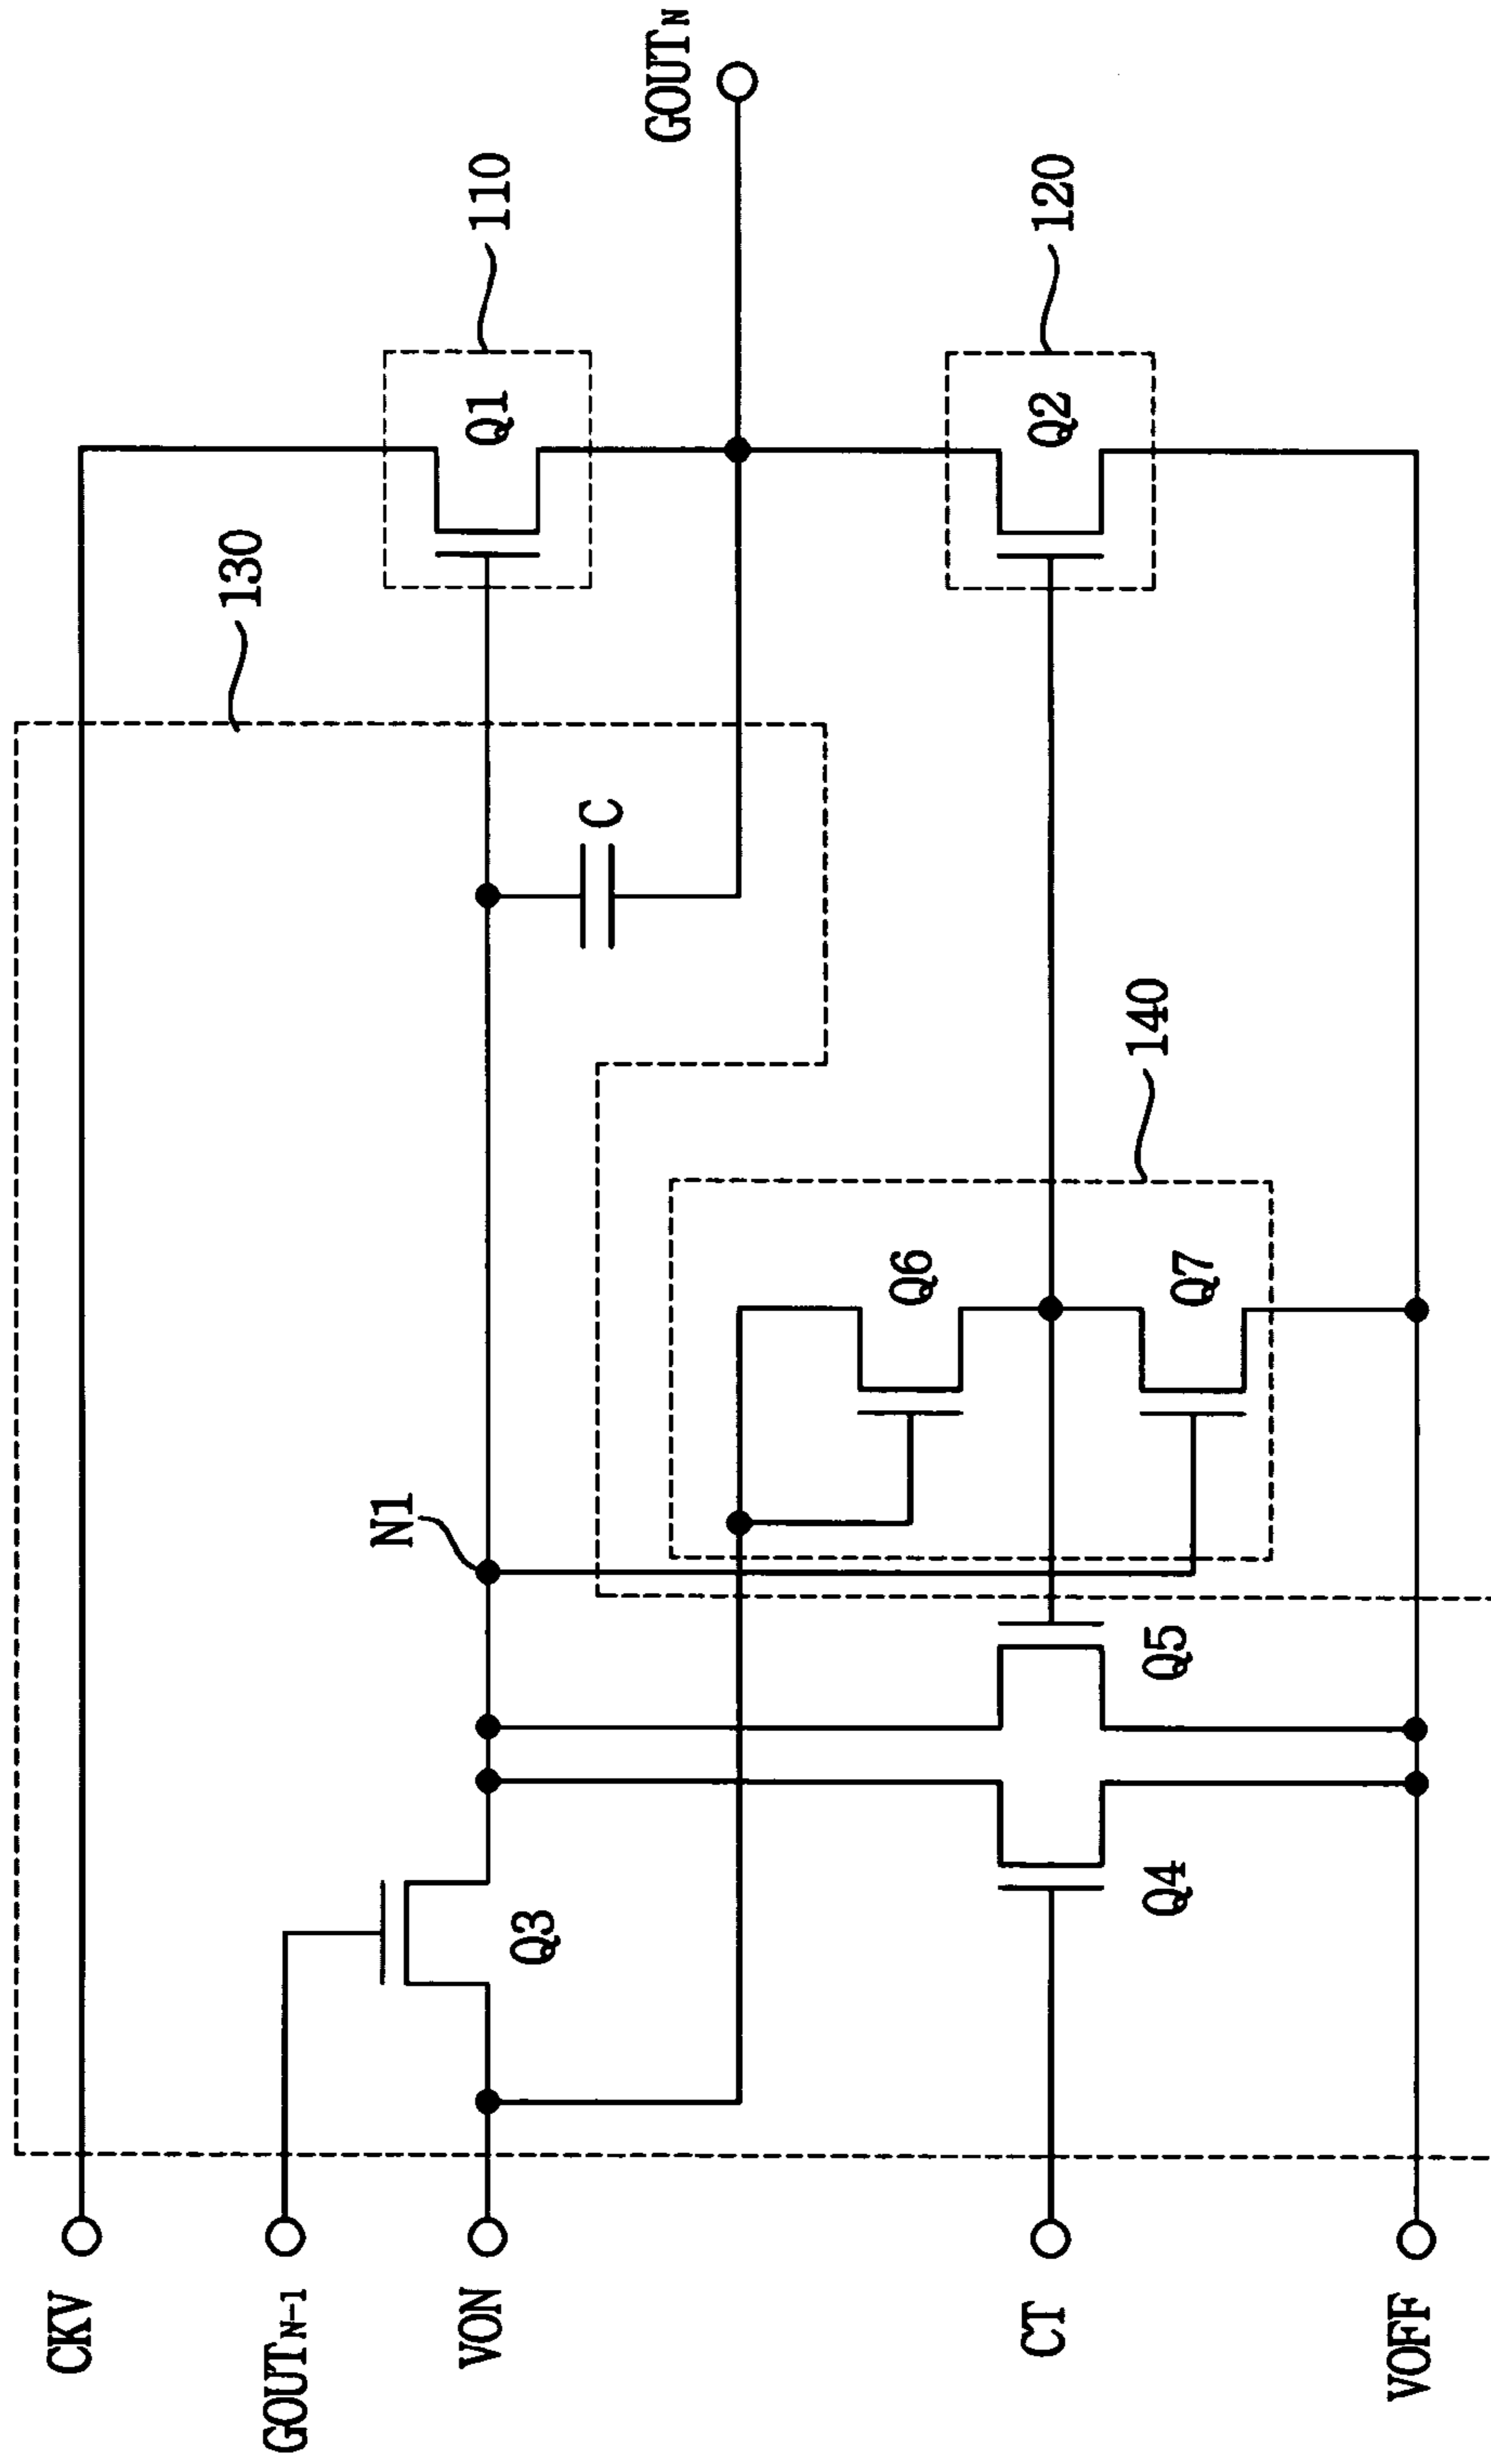 CKV
GOUTN-1
VON
CT
VOFF
130
N1
Q3
Q4
Q5
Q6
Q7
140
C
Q1
110
Q2
120
GOUTN